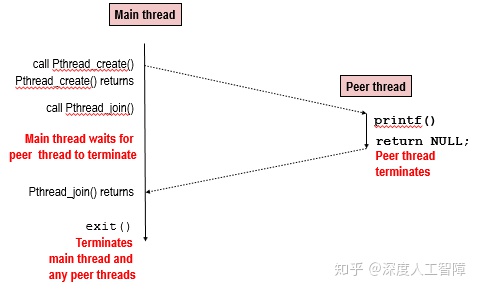 Main thread
call Pthread_create()
Pthread_create() returns
Peer thread
call Pthread_join()
printf()
Main thread waits for
peer thread to terminate
return NULL;
Peer thread
terminates
Pthread_join() returns
exit()
Terminates
main thread and
any peer threads
知乎 @深度人工智障